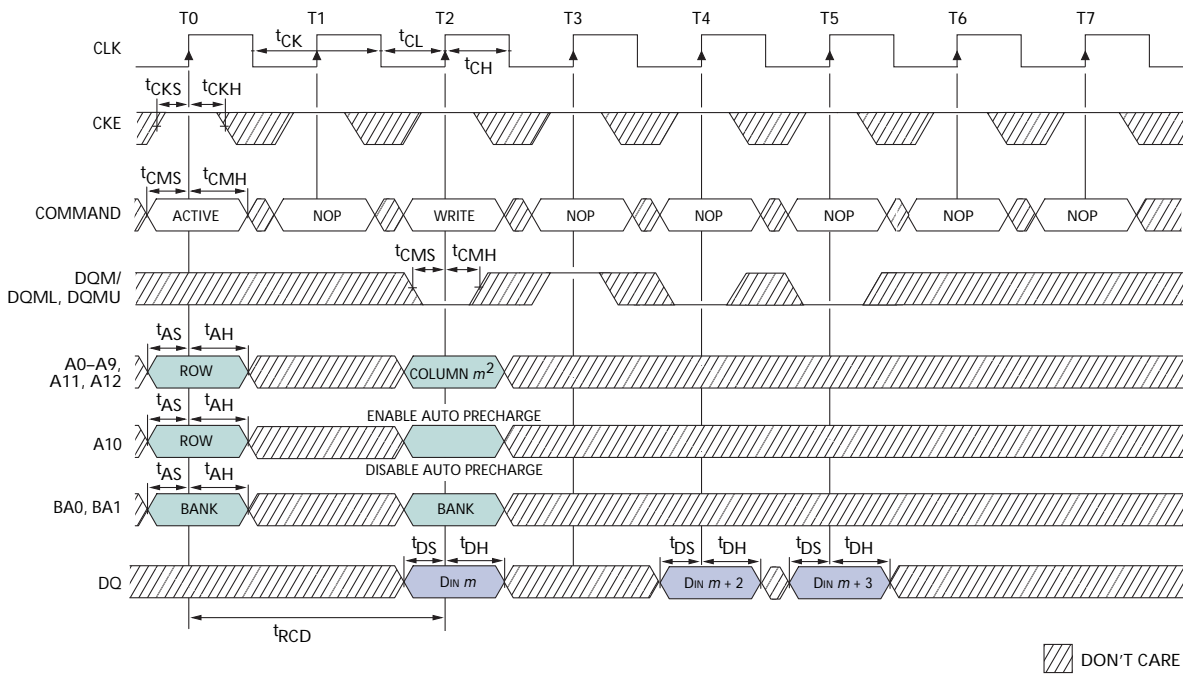 T0 T1 T2 T3 T4 T5 T6 T7
CLK
tCK tCL
tCH
tCKS tCKH
CKE
tCMS tCMH
COMMAND ACTIVE NOP WRITE NOP NOP NOP NOP NOP
tCMS tCMH
DQM/
DQML, DQMU
tAS tAH
A0–A9,
A11, A12
ROW COLUMN m2
tAS tAH ENABLE AUTO PRECHARGE
A10 ROW
DISABLE AUTO PRECHARGE
tAS tAH
BA0, BA1 BANK BANK
tDS tDH tDS tDH tDS tDH
DQ DIN m DIN m + 2 DIN m + 3
tRCD
DON'T CARE